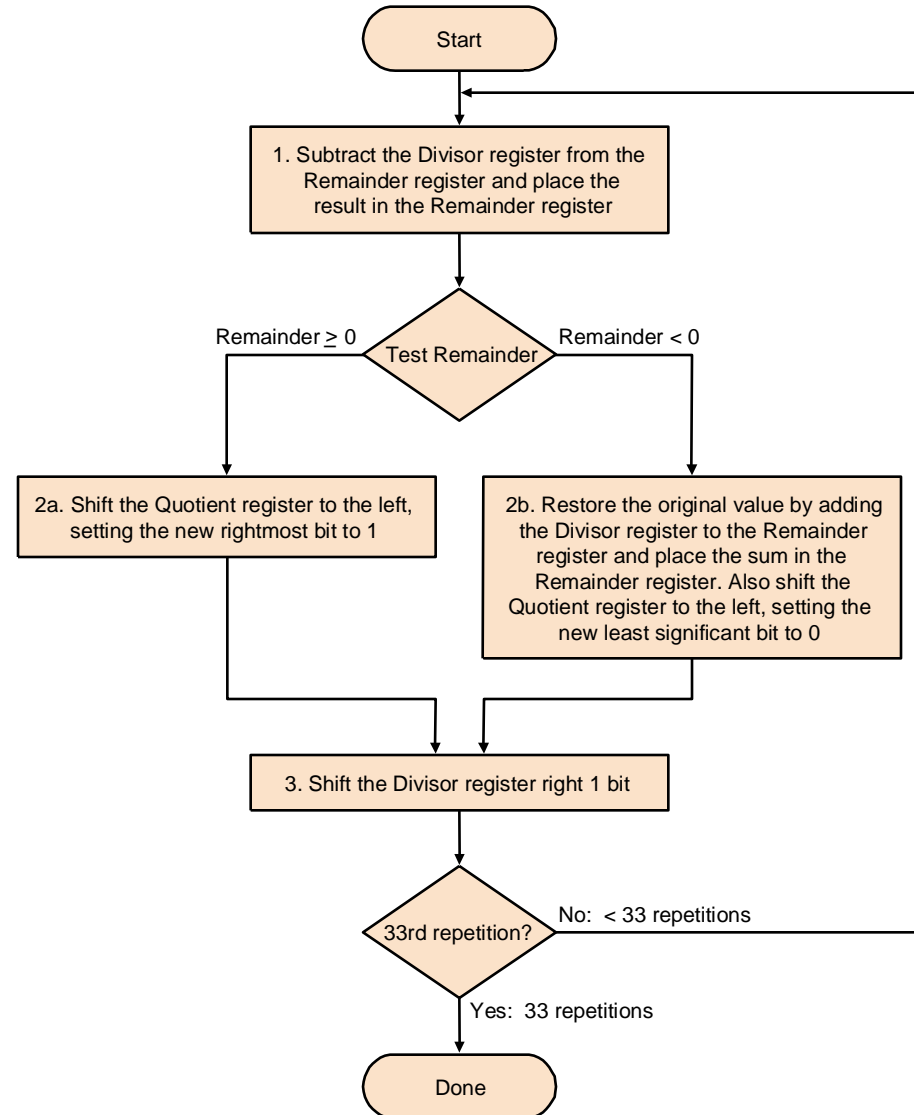 Start
1. Subtract the Divisor register from the
Remainder register and place the
result in the Remainder register
Remainder ≥ 0
Test Remainder
Remainder < 0
2a. Shift the Quotient register to the left,
setting the new rightmost bit to 1
2b. Restore the original value by adding
the Divisor register to the Remainder
register and place the sum in the
Remainder register. Also shift the
Quotient register to the left, setting the
new least significant bit to 0
3. Shift the Divisor register right 1 bit
33rd repetition?
No: < 33 repetitions
Yes: 33 repetitions
Done